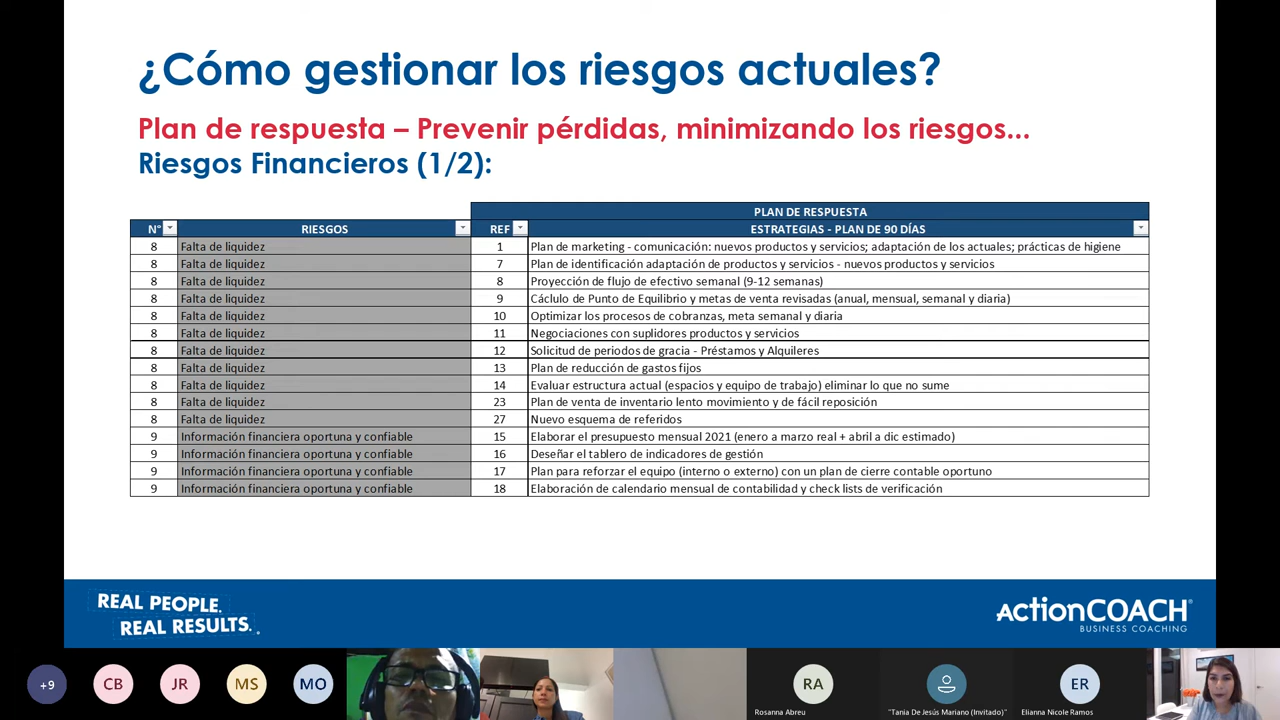 ¿Cómo gestionar los riesgos actuales?
Plan de respuesta – Prevenir pérdidas, minimizando los riesgos...
Riesgos Financieros (1/2):
PLAN DE RESPUESTA
N° RIESGOS REF ESTRATEGIAS - PLAN DE 90 DÍAS
8 Falta de liquidez 1 Plan de marketing - comunicación: nuevos productos y servicios; adaptación de los actuales; prácticas de higiene
8 Falta de liquidez 7 Plan de identificación adaptación de productos y servicios - nuevos productos y servicios
8 Falta de liquidez 8 Proyección de flujo de efectivo semanal (9-12 semanas)
8 Falta de liquidez 9 Cáclulo de Punto de Equilibrio y metas de venta revisadas (anual, mensual, semanal y diaria)
8 Falta de liquidez 10 Optimizar los procesos de cobranzas, meta semanal y diaria
8 Falta de liquidez 11 Negociaciones con suplidores productos y servicios
8 Falta de liquidez 12 Solicitud de periodos de gracia - Préstamos y Alquileres
8 Falta de liquidez 13 Plan de reducción de gastos fijos
8 Falta de liquidez 14 Evaluar estructura actual (espacios y equipo de trabajo) eliminar lo que no sume
8 Falta de liquidez 23 Plan de venta de inventario lento movimiento y de fácil reposición
8 Falta de liquidez 27 Nuevo esquema de referidos
9 Información financiera oportuna y confiable 15 Elaborar el presupuesto mensual 2021 (enero a marzo real + abril a dic estimado)
9 Información financiera oportuna y confiable 16 Deseñar el tablero de indicadores de gestión
9 Información financiera oportuna y confiable 17 Plan para reforzar el equipo (interno o externo) con un plan de cierre contable oportuno
9 Información financiera oportuna y confiable 18 Elaboración de calendario mensual de contabilidad y check lists de verificación
REAL PEOPLE.
REAL RESULTS.
ActionCOACH®
BUSINESS COACHING
+9 CB JR MS MO RA ER
Rosanna Abreu "Tania De Jesús Mariano (Invitado)" Elianna Nicole Ramos